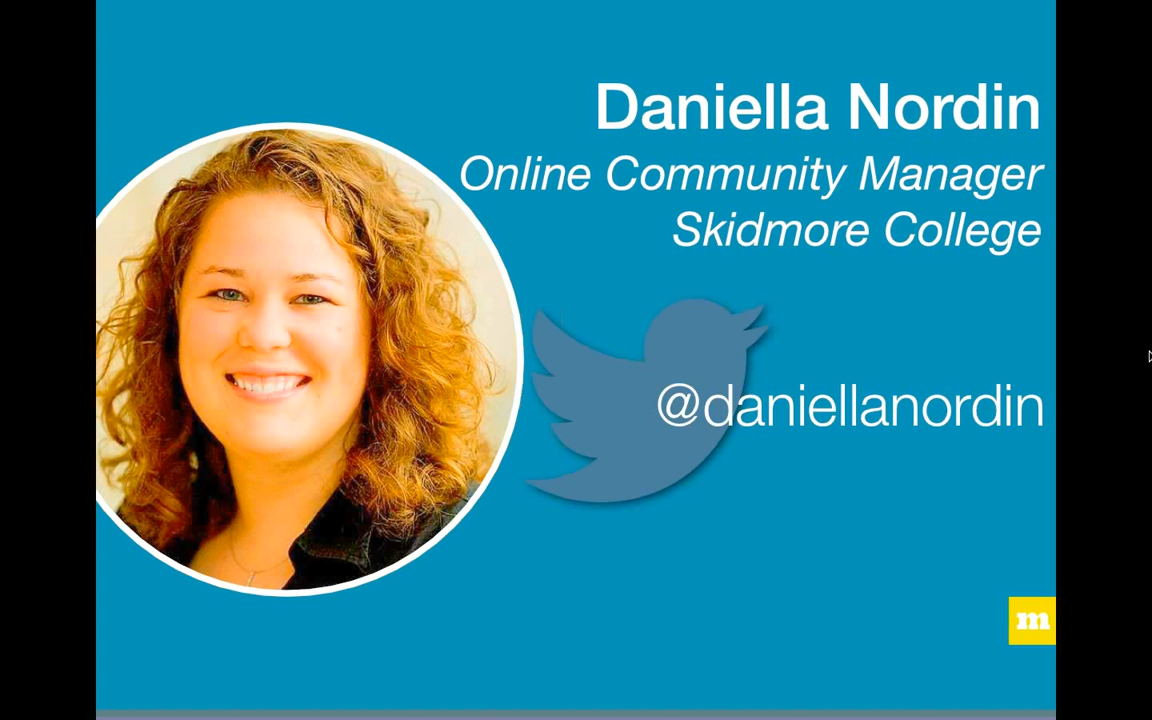 Daniella Nordin
Online Community Manager
Skidmore College
@daniellanordin
m